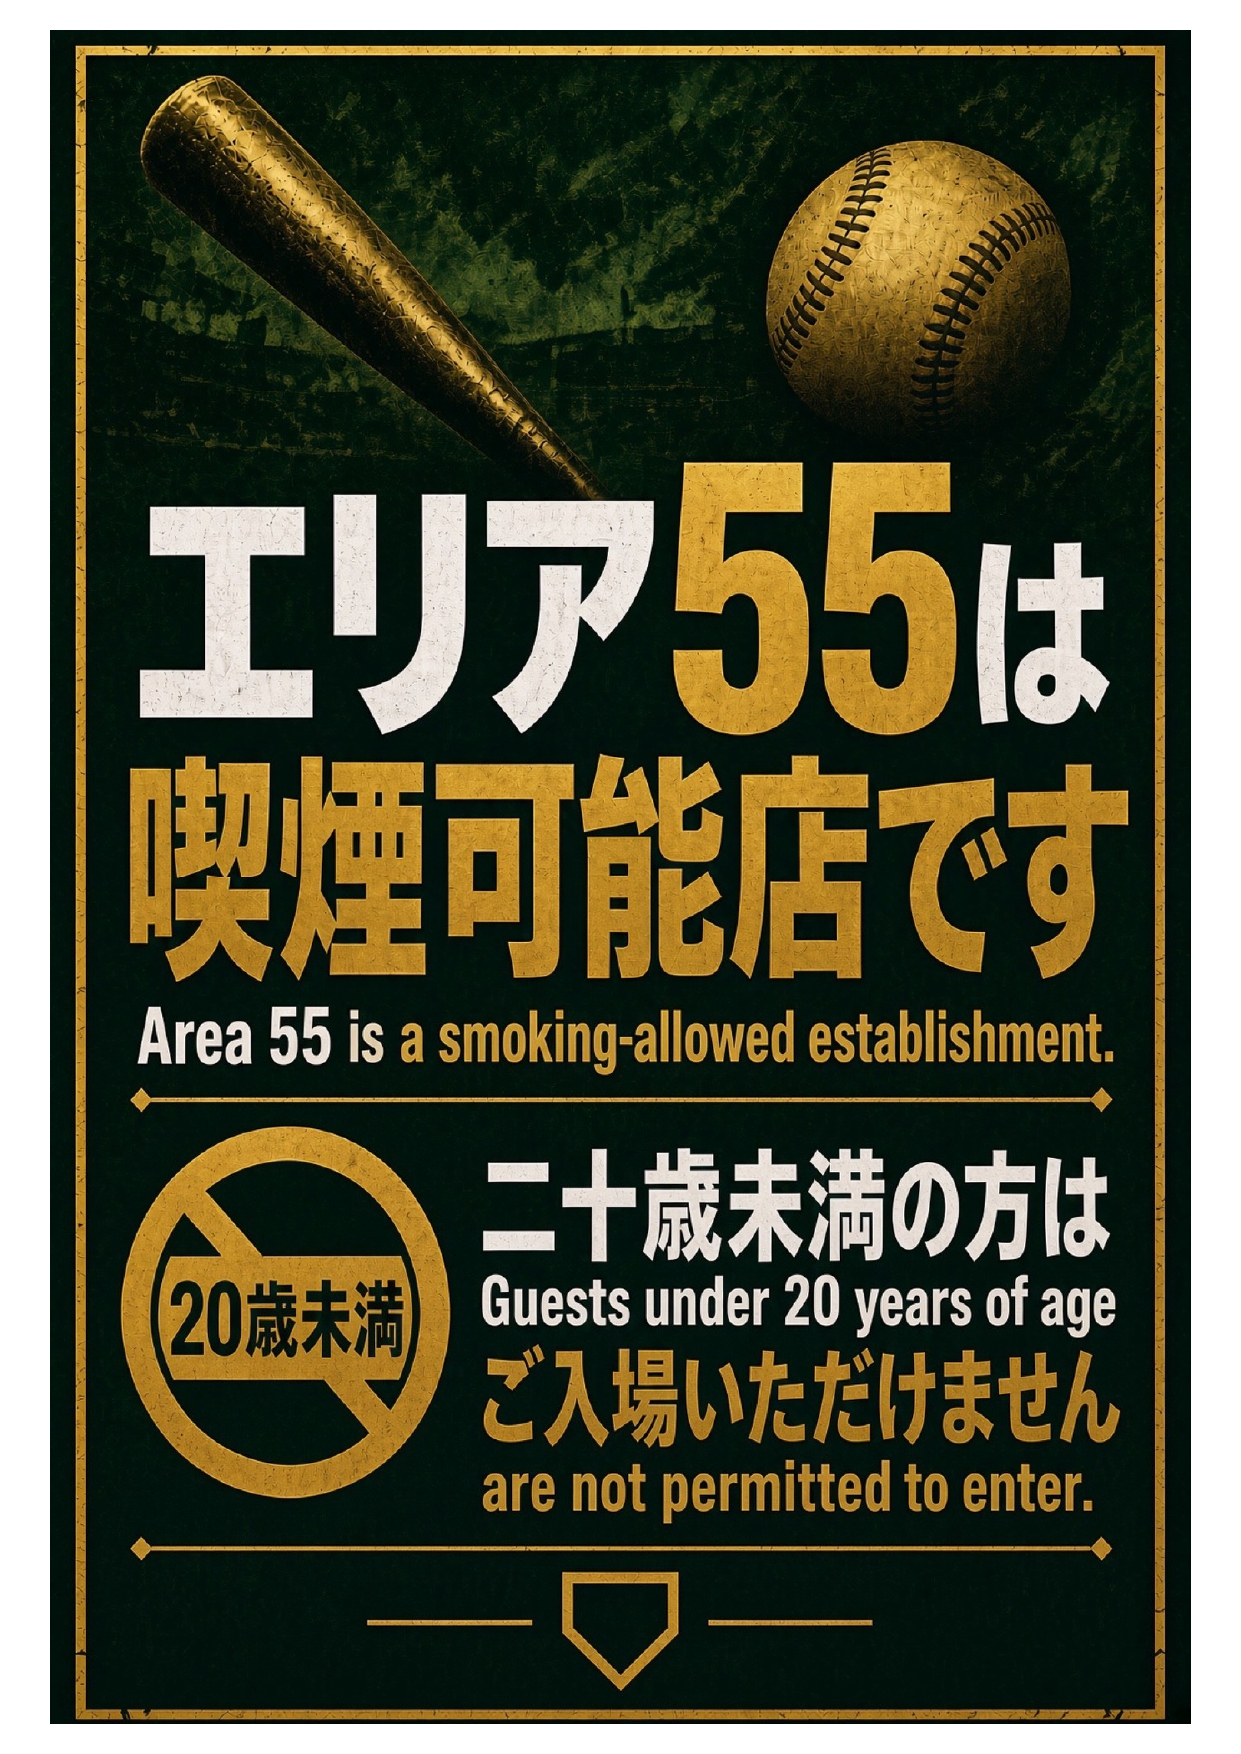 エリア55は
喫煙可能店です
Area 55 is a smoking-allowed establishment.
20歳未満
二十歳未満の方は
Guests under 20 years of age
ご入場いただけません
are not permitted to enter.